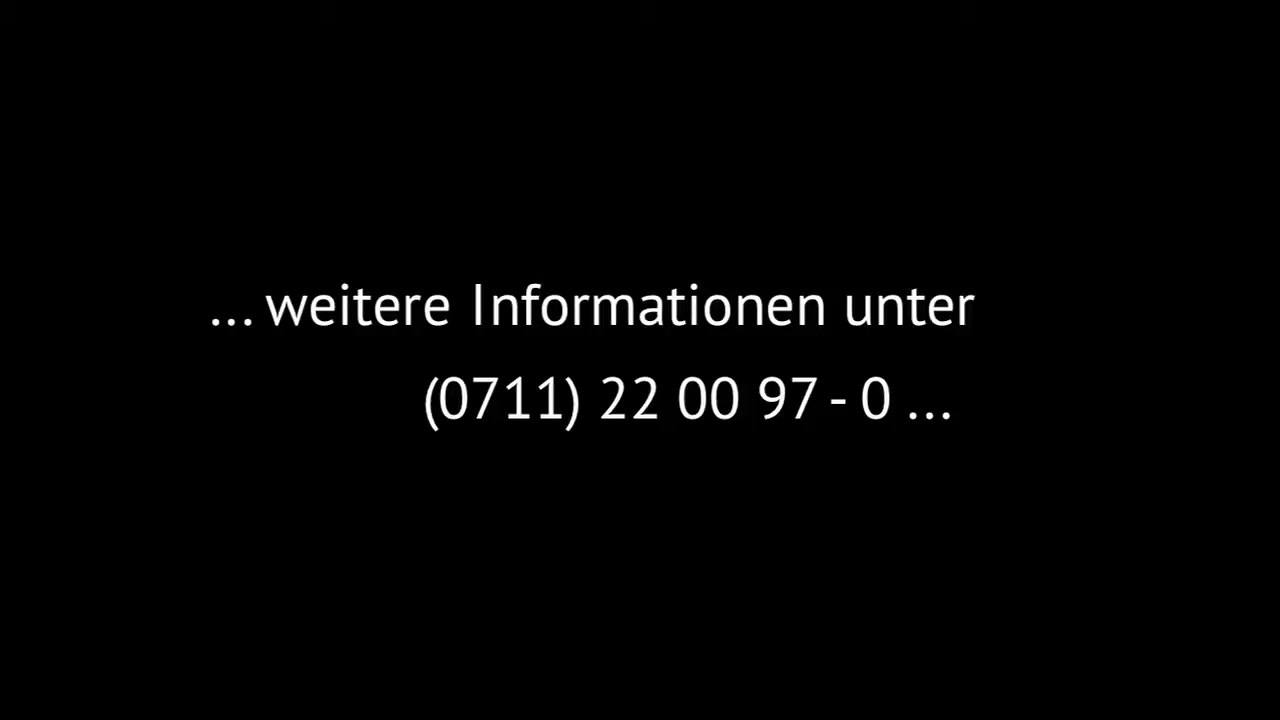 ... weitere Informationen unter
(0711) 22 00 97 - 0 ...